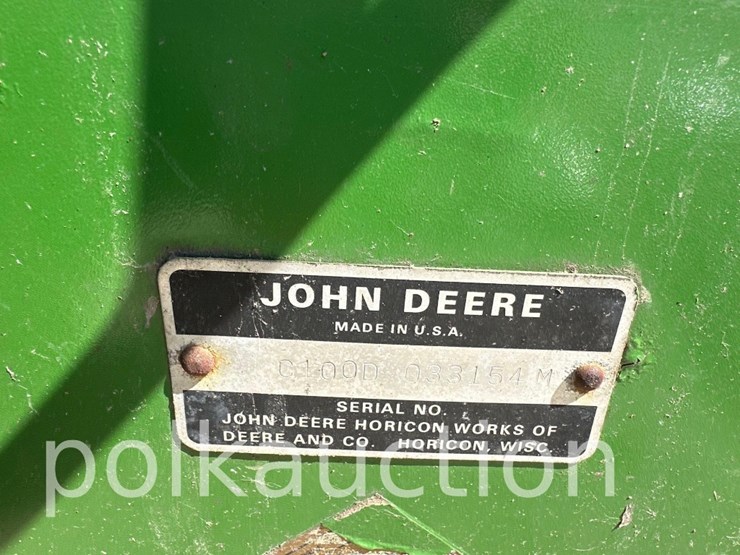 JOHN DEERE
MADE IN U.S.A.
C100D 033154 M
SERIAL NO.
JOHN DEERE HORICON WORKS OF
DEERE AND CO. HORICON, WISC.
polkauction